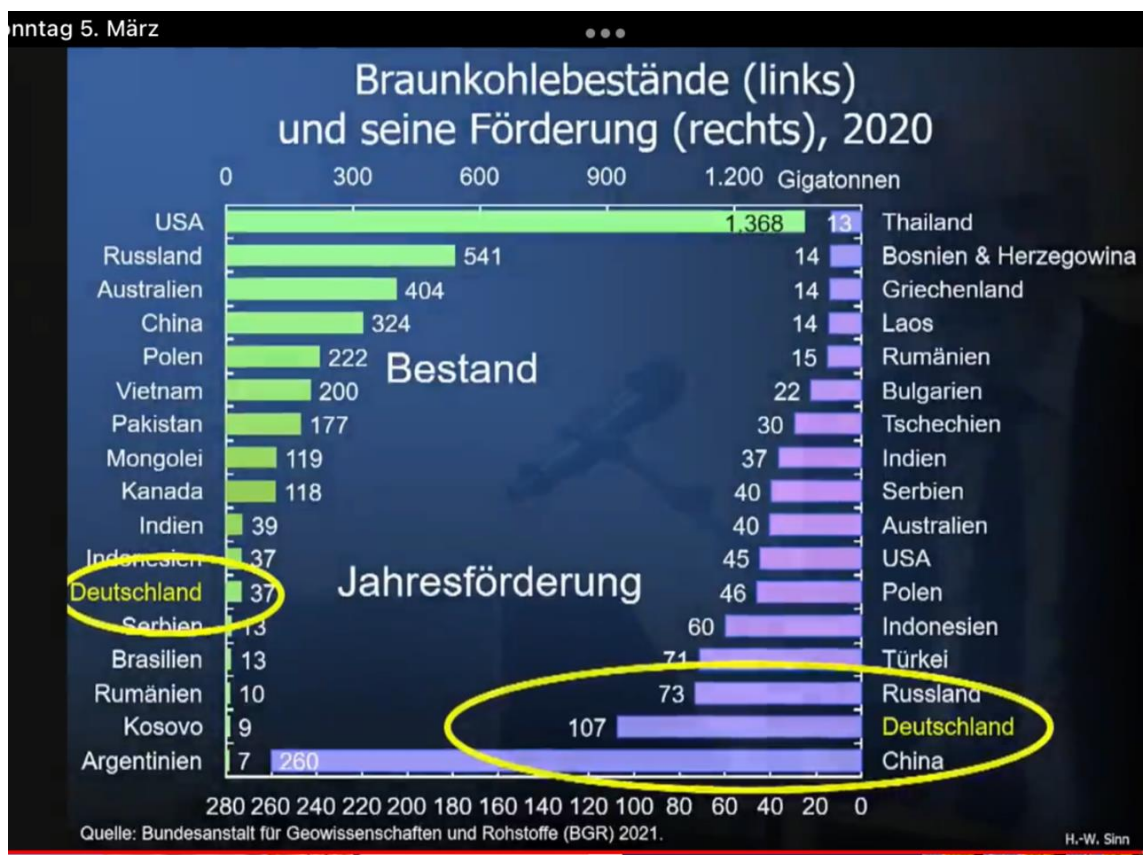 onntag 5. März
Braunkohlebestände (links)
und seine Förderung (rechts), 2020
0 300 600 900 1.200 Gigatonnen
USA 1.368 13 Thailand
Russland 541 14 Bosnien & Herzegowina
Australien 404 14 Griechenland
China 324 14 Laos
Polen 222 15 Rumänien
Bestand
Vietnam 200 22 Bulgarien
Pakistan 177 30 Tschechien
Mongolei 119 37 Indien
Kanada 118 40 Serbien
Indien 39 40 Australien
Indonesien 37 45 USA
Jahresförderung
Deutschland 37 46 Polen
Serbien 13 60 Indonesien
Brasilien 13 71 Türkei
Rumänien 10 73 Russland
Kosovo 9 107 Deutschland
Argentinien 7 260 China
280 260 240 220 200 180 160 140 120 100 80 60 40 20 0
Quelle: Bundesanstalt für Geowissenschaften und Rohstoffe (BGR) 2021.
H.-W. Sinn